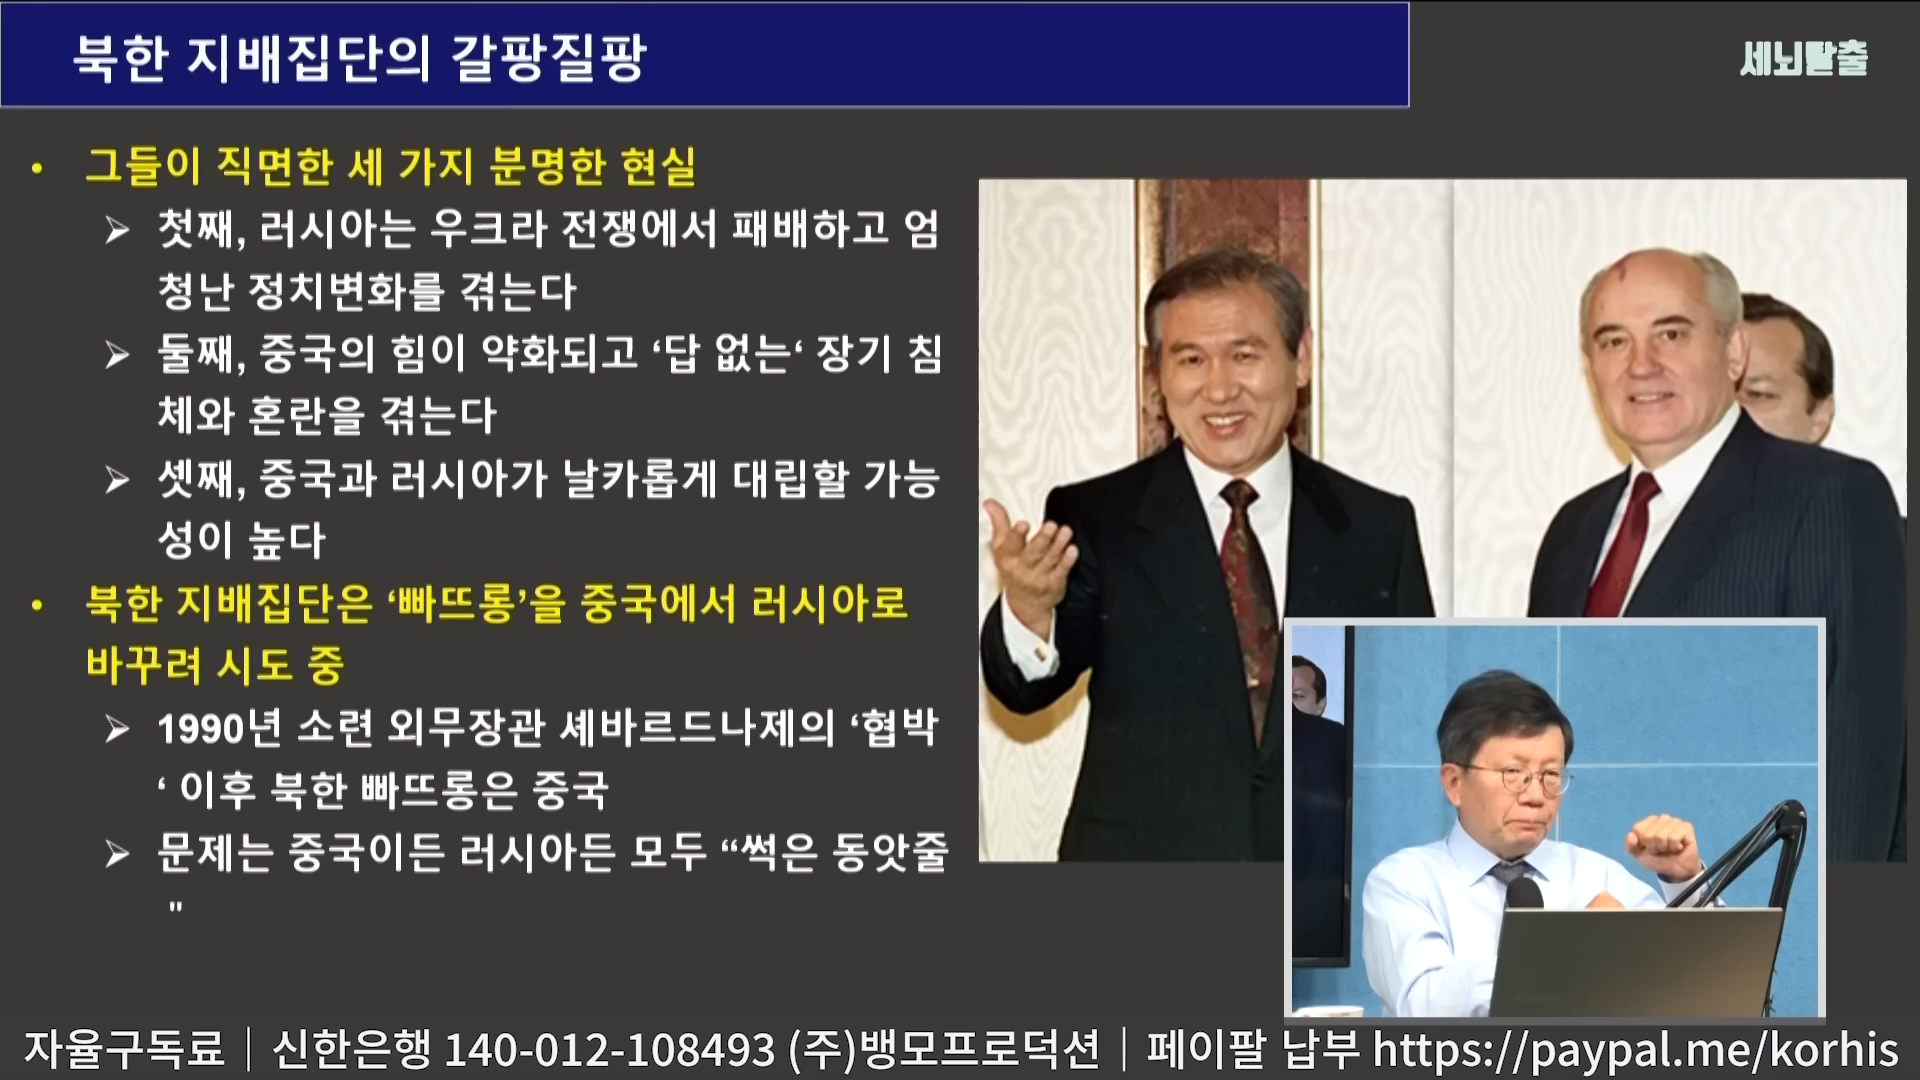 북한 지배집단의 갈팡질팡
세뇌탈출
• 그들이 직면한 세 가지 분명한 현실
➢ 첫째, 러시아는 우크라 전쟁에서 패배하고 엄
청난 정치변화를 겪는다
➢ 둘째, 중국의 힘이 약화되고 ‘답 없는‘ 장기 침
체와 혼란을 겪는다
➢ 셋째, 중국과 러시아가 날카롭게 대립할 가능
성이 높다
• 북한 지배집단은 ‘빠뜨롱’을 중국에서 러시아로
바꾸려 시도 중
➢ 1990년 소련 외무장관 셰바르드나제의 ‘협박
‘ 이후 북한 빠뜨롱은 중국
➢ 문제는 중국이든 러시아든 모두 “썩은 동앗줄
"
자율구독료｜신한은행 140-012-108493 (주)뱅모프로덕션｜페이팔 납부 https://paypal.me/korhis